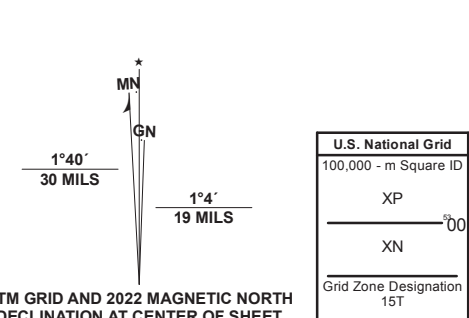 MN
GN
1°40´
30 MILS
1°4´
19 MILS
TM GRID AND 2022 MAGNETIC NORTH
DECLINATION AT CENTER OF SHEET
U.S. National Grid
100,000 - m Square ID
XP
5300
XN
Grid Zone Designation
15T